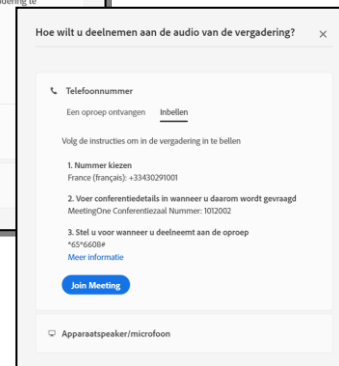 Hoe wilt u deelnemen aan de audio van de vergadering?
Telefoonnummer
Een oproep ontvangen Inbellen
Volg de instructies om in de vergadering in te bellen
1. Nummer kiezen
France (français): +33430291001
2. Voer conferentiedetails in wanneer u daarom wordt gevraagd
MeetingOne Conferentiezaal Nummer: 1012002
3. Stel u voor wanneer u deelneemt aan de oproep
*65*6608#
Meer informatie
Join Meeting
Apparaatspeaker/microfoon